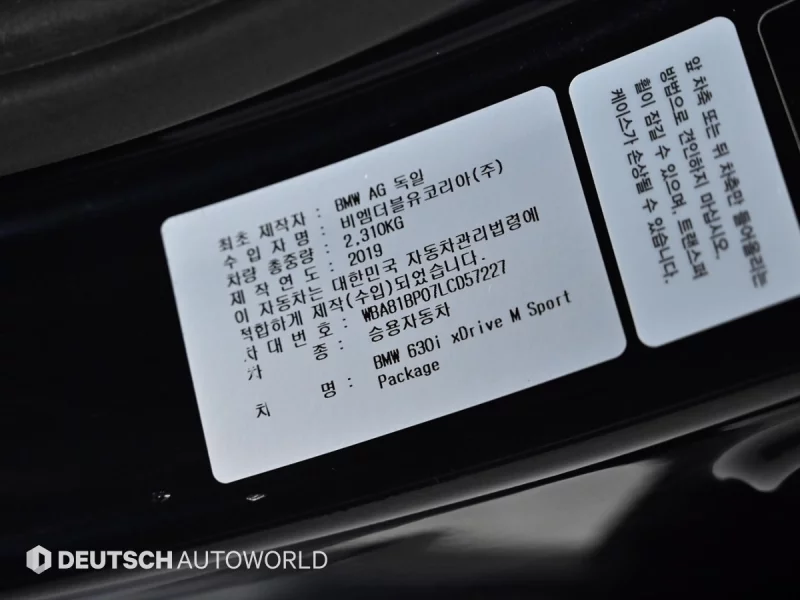 최초 제작자 : BMW AG 독일
수 입 자 명 : 비엠더블유코리아(주)
차량 총중량 : 2.310KG
제 작 연 도 : 2019
이 자동차는 대한민국 자동차관리법령에
적합하게 제작(수입)되었습니다.
차 대 번 호 : WBA81BP07LCD57227
차 종 : 승용자동차
차 명 : BMW 630i xDrive M Sport
Package
앞 차축 또는 뒤 차축만 들어올리는
방법으로 견인하지 마십시오.
휠이 잠길 수 있으며, 트랜스퍼
케이스가 손상될 수 있습니다.
DEUTSCH AUTOWORLD